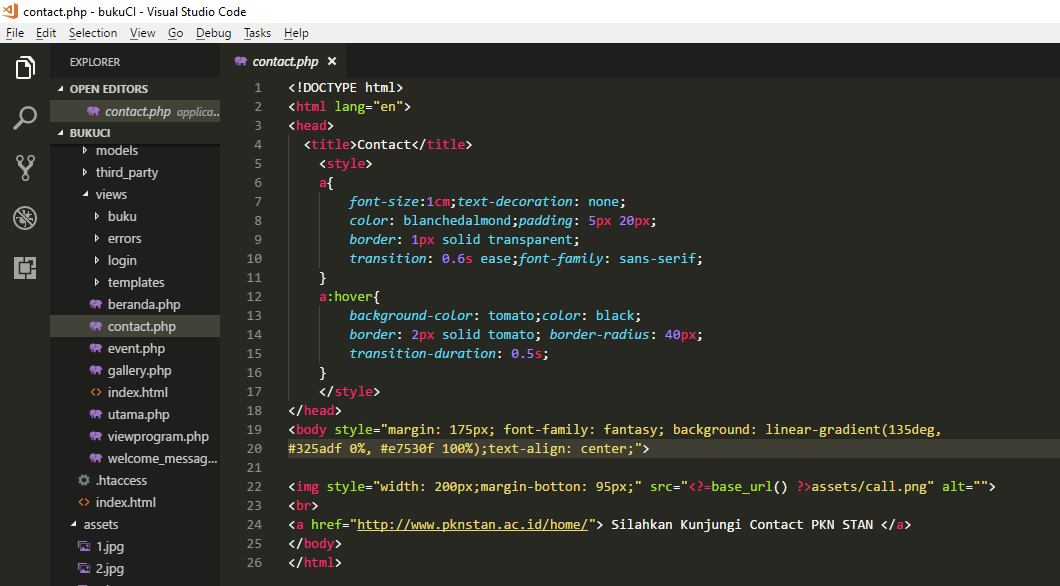 contact.php - bukuCI - Visual Studio Code
File Edit Selection View Go Debug Tasks Help
EXPLORER
OPEN EDITORS
contact.php applica...
BUKUCI
models
third_party
views
buku
errors
login
templates
beranda.php
contact.php
event.php
gallery.php
index.html
utama.php
viewprogram.php
welcome_messag...
.htaccess
index.html
assets
1.jpg
2.jpg
contact.php
1 <!DOCTYPE html>
2 <html lang="en">
3 <head>
4 <title>Contact</title>
5 <style>
6 a{
7 font-size:1cm;text-decoration: none;
8 color: blanchedalmond;padding: 5px 20px;
9 border: 1px solid transparent;
10 transition: 0.6s ease;font-family: sans-serif;
11 }
12 a:hover{
13 background-color: tomato;color: black;
14 border: 2px solid tomato; border-radius: 40px;
15 transition-duration: 0.5s;
16 }
17 </style>
18 </head>
19 <body style="margin: 175px; font-family: fantasy; background: linear-gradient(135deg,
20 #325adf 0%, #e7530f 100%);text-align: center;">
21
22 <img style="width: 200px;margin-botton: 95px;" src="<?=base_url() ?>assets/call.png" alt="">
23 <br>
24 <a href="http://www.pknstan.ac.id/home/"> Silahkan Kunjungi Contact PKN STAN </a>
25 </body>
26 </html>